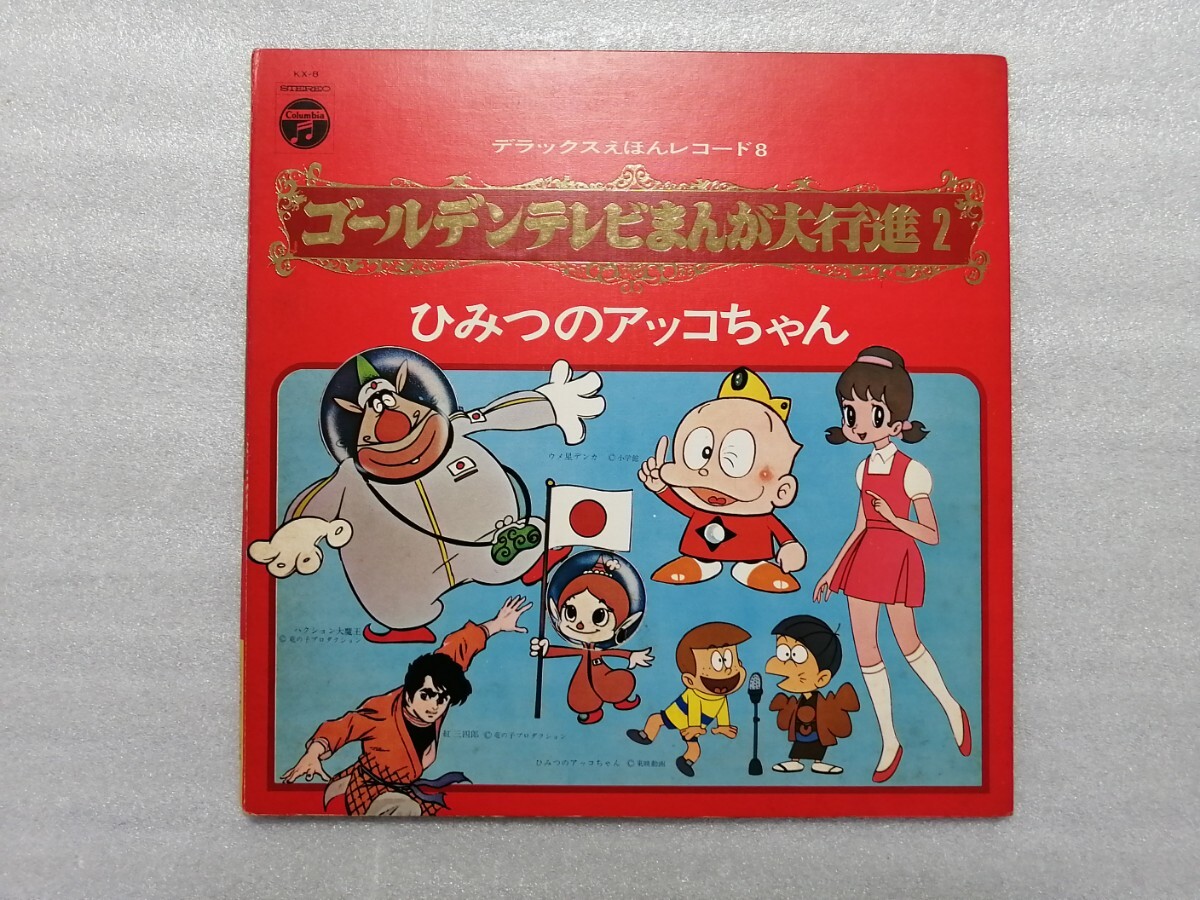 KX-8
STEREO
Columbia
デラックスえほんレコード8
ゴールデンテレビまんが大行進2
ひみつのアッコちゃん
ウメ星デンカ ©小学館
ハクション大魔王
©竜の子プロダクション
紅三四郎 ©竜の子プロダクション
ひみつのアッコちゃん ©東映動画